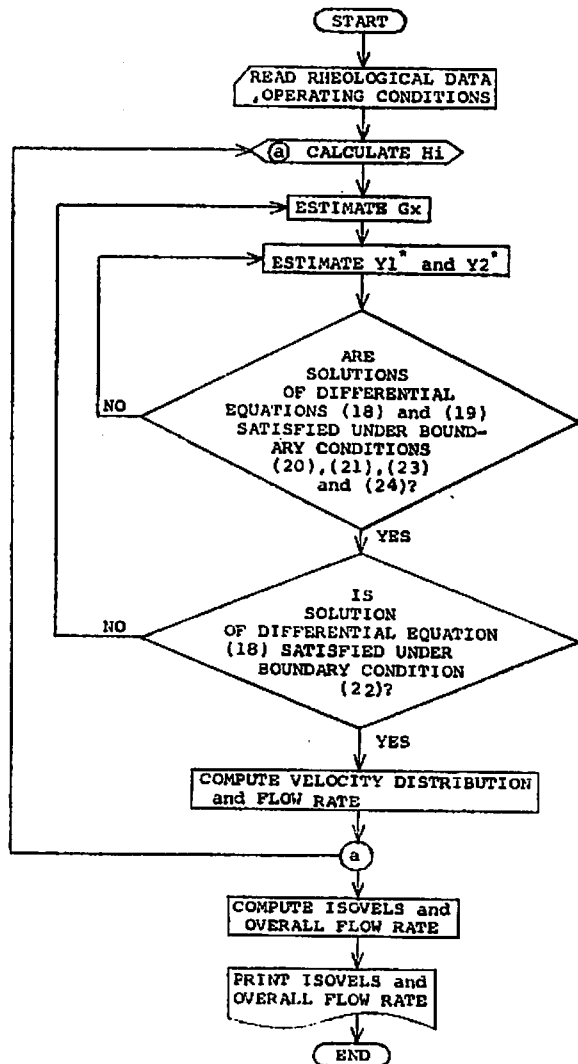 START
READ RHEOLOGICAL DATA
,OPERATING CONDITIONS
a CALCULATE Hi
ESTIMATE Gx
ESTIMATE Y1* and Y2*
ARE
SOLUTIONS
OF DIFFERENTIAL
EQUATIONS (18) and (19)
SATISFIED UNDER BOUND-
ARY CONDITIONS
(20),(21),(23)
and (24)?
NO
YES
IS
SOLUTION
OF DIFFERENTIAL EQUATION
(18) SATISFIED UNDER
BOUNDARY CONDITION
(22)?
NO
YES
COMPUTE VELOCITY DISTRIBUTION
and FLOW RATE
a
COMPUTE ISOVELS and
OVERALL FLOW RATE
PRINT ISOVELS and
OVERALL FLOW RATE
END